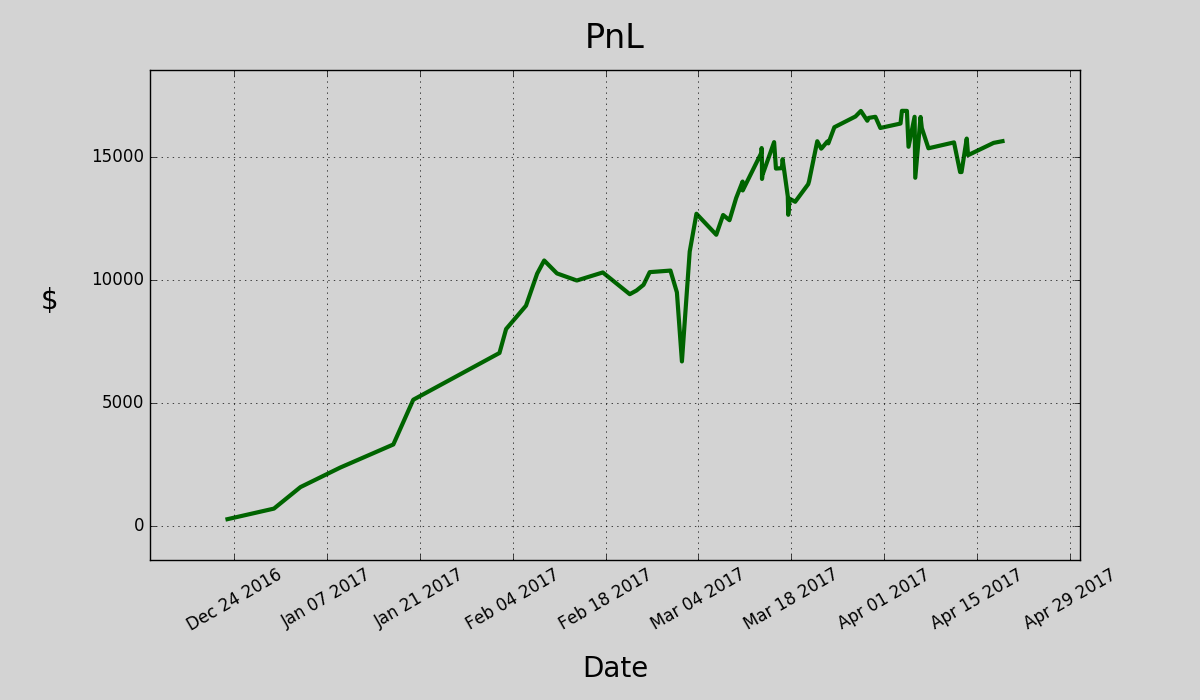 PnL
15000
10000
$
5000
0
Dec 24 2016
Jan 07 2017
Jan 21 2017
Feb 04 2017
Feb 18 2017
Mar 04 2017
Mar 18 2017
Apr 01 2017
Apr 15 2017
Apr 29 2017
Date